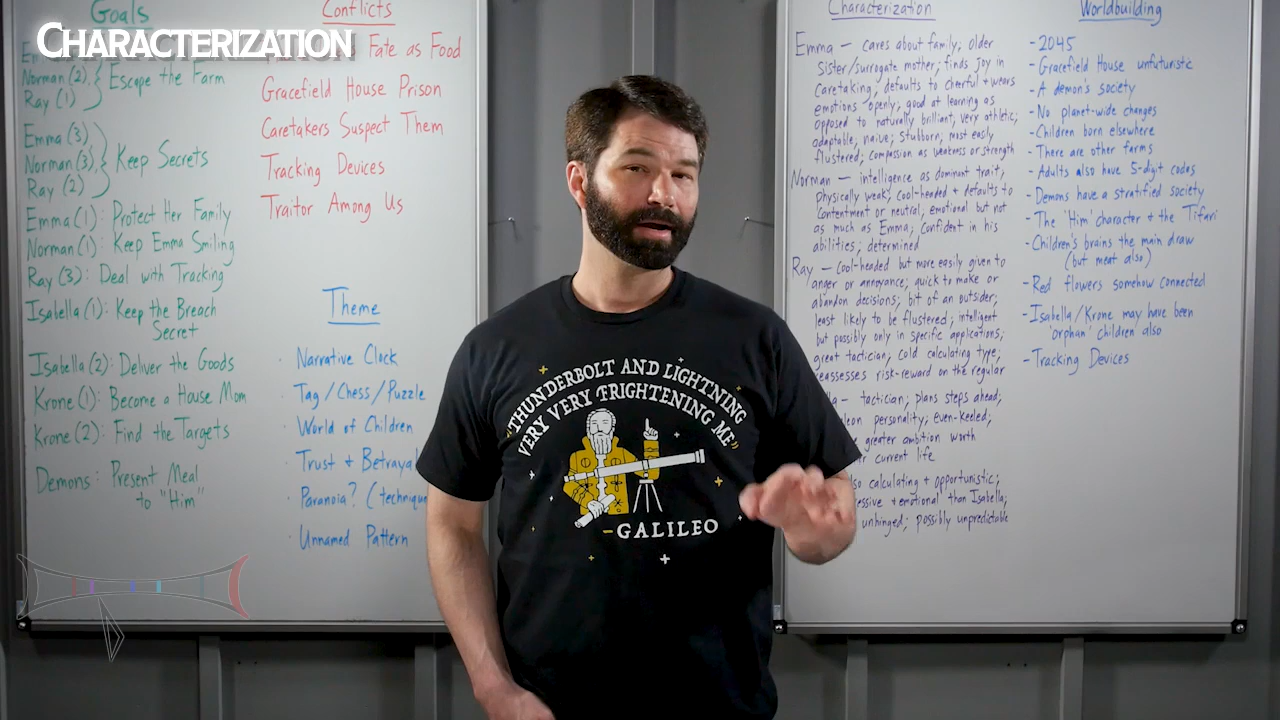 CHARACTERIZATION
Goals
Em
Norman (2)
Ray (1)
Escape the Farm
Emma (3)
Norman (3)
Ray (2)
Keep Secrets
Emma (1): Protect Her Family
Norman (1): Keep Emma Smiling
Ray (3): Deal with Tracking
Isabella (1): Keep the Breach
Secret
Isabella (2): Deliver the Goods
Krone (1): Become a House Mom
Krone (2): Find the Targets
Demons: Present Meal
to "Him"
Conflicts
Fate as Food
Gracefield House Prison
Caretakers Suspect Them
Tracking Devices
Traitor Among Us
Theme
· Narrative Clock
· Tag/Chess/Puzzle
· World of Children
· Trust + Betrayal
· Paranoia? (technique
· Unnamed Pattern
"THUNDERBOLT AND LIGHTNING
VERY VERY FRIGHTENING ME"
-GALILEO
Characterization
Emma — cares about family; older
sister/surrogate mother; finds joy in
caretaking; defaults to cheerful + wears
emotions openly; good at learning as
opposed to naturally brilliant; very athletic;
adaptable; naive; stubborn; most easily
flustered; compassion as weakness or strength
Norman — intelligence as dominant trait;
physically weak; cool-headed + defaults to
contentment or neutral; emotional but not
as much as Emma; confident in his
abilities; determined
Ray — cool-headed but more easily given to
anger or annoyance; quick to make or
abandon decisions; bit of an outsider;
least likely to be flustered; intelligent
but possibly only in specific applications;
great tactician; cold calculating type;
reassesses risk-reward on the regular
la — tactician; plans steps ahead;
eleon personality; even-keeled;
greater ambition worth
r current life
so calculating + opportunistic;
essive + emotional than Isabella;
unhinged; possibly unpredictable
Worldbuilding
- 2045
- Gracefield House unfuturistic
- A demon's society
- No planet-wide changes
- Children born elsewhere
- There are other farms
- Adults also have 5-digit codes
- Demons have a stratified society
- The 'Him' character + the Tifari
- Children's brains the main draw
(but meat also)
- Red flowers somehow connected
- Isabella/Krone may have been
'orphan' children also
- Tracking Devices